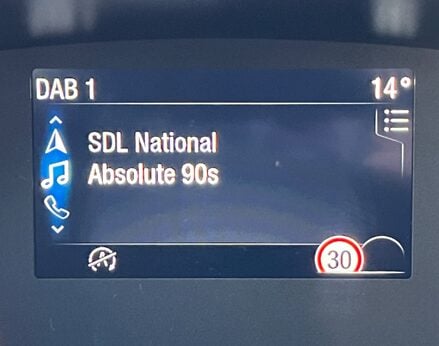 DAB 1
14°
SDL National
Absolute 90s
A
30